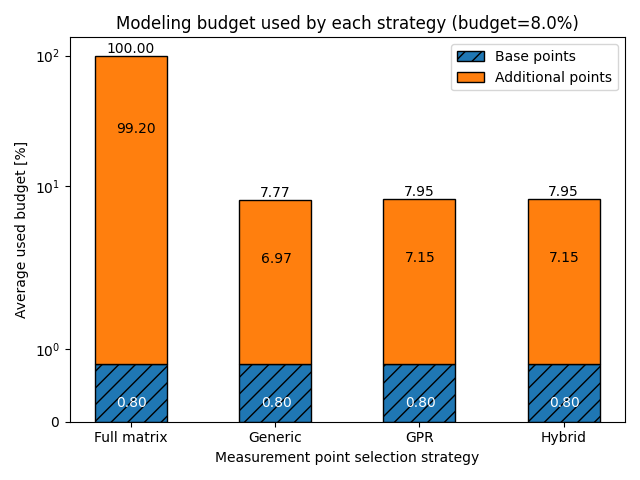 Modeling budget used by each strategy (budget=8.0%)
Base points
Additional points
Average used budget [%]
10²
10¹
10⁰
0
100.00
99.20
0.80
7.77
6.97
0.80
7.95
7.15
0.80
7.95
7.15
0.80
Full matrix
Generic
GPR
Hybrid
Measurement point selection strategy